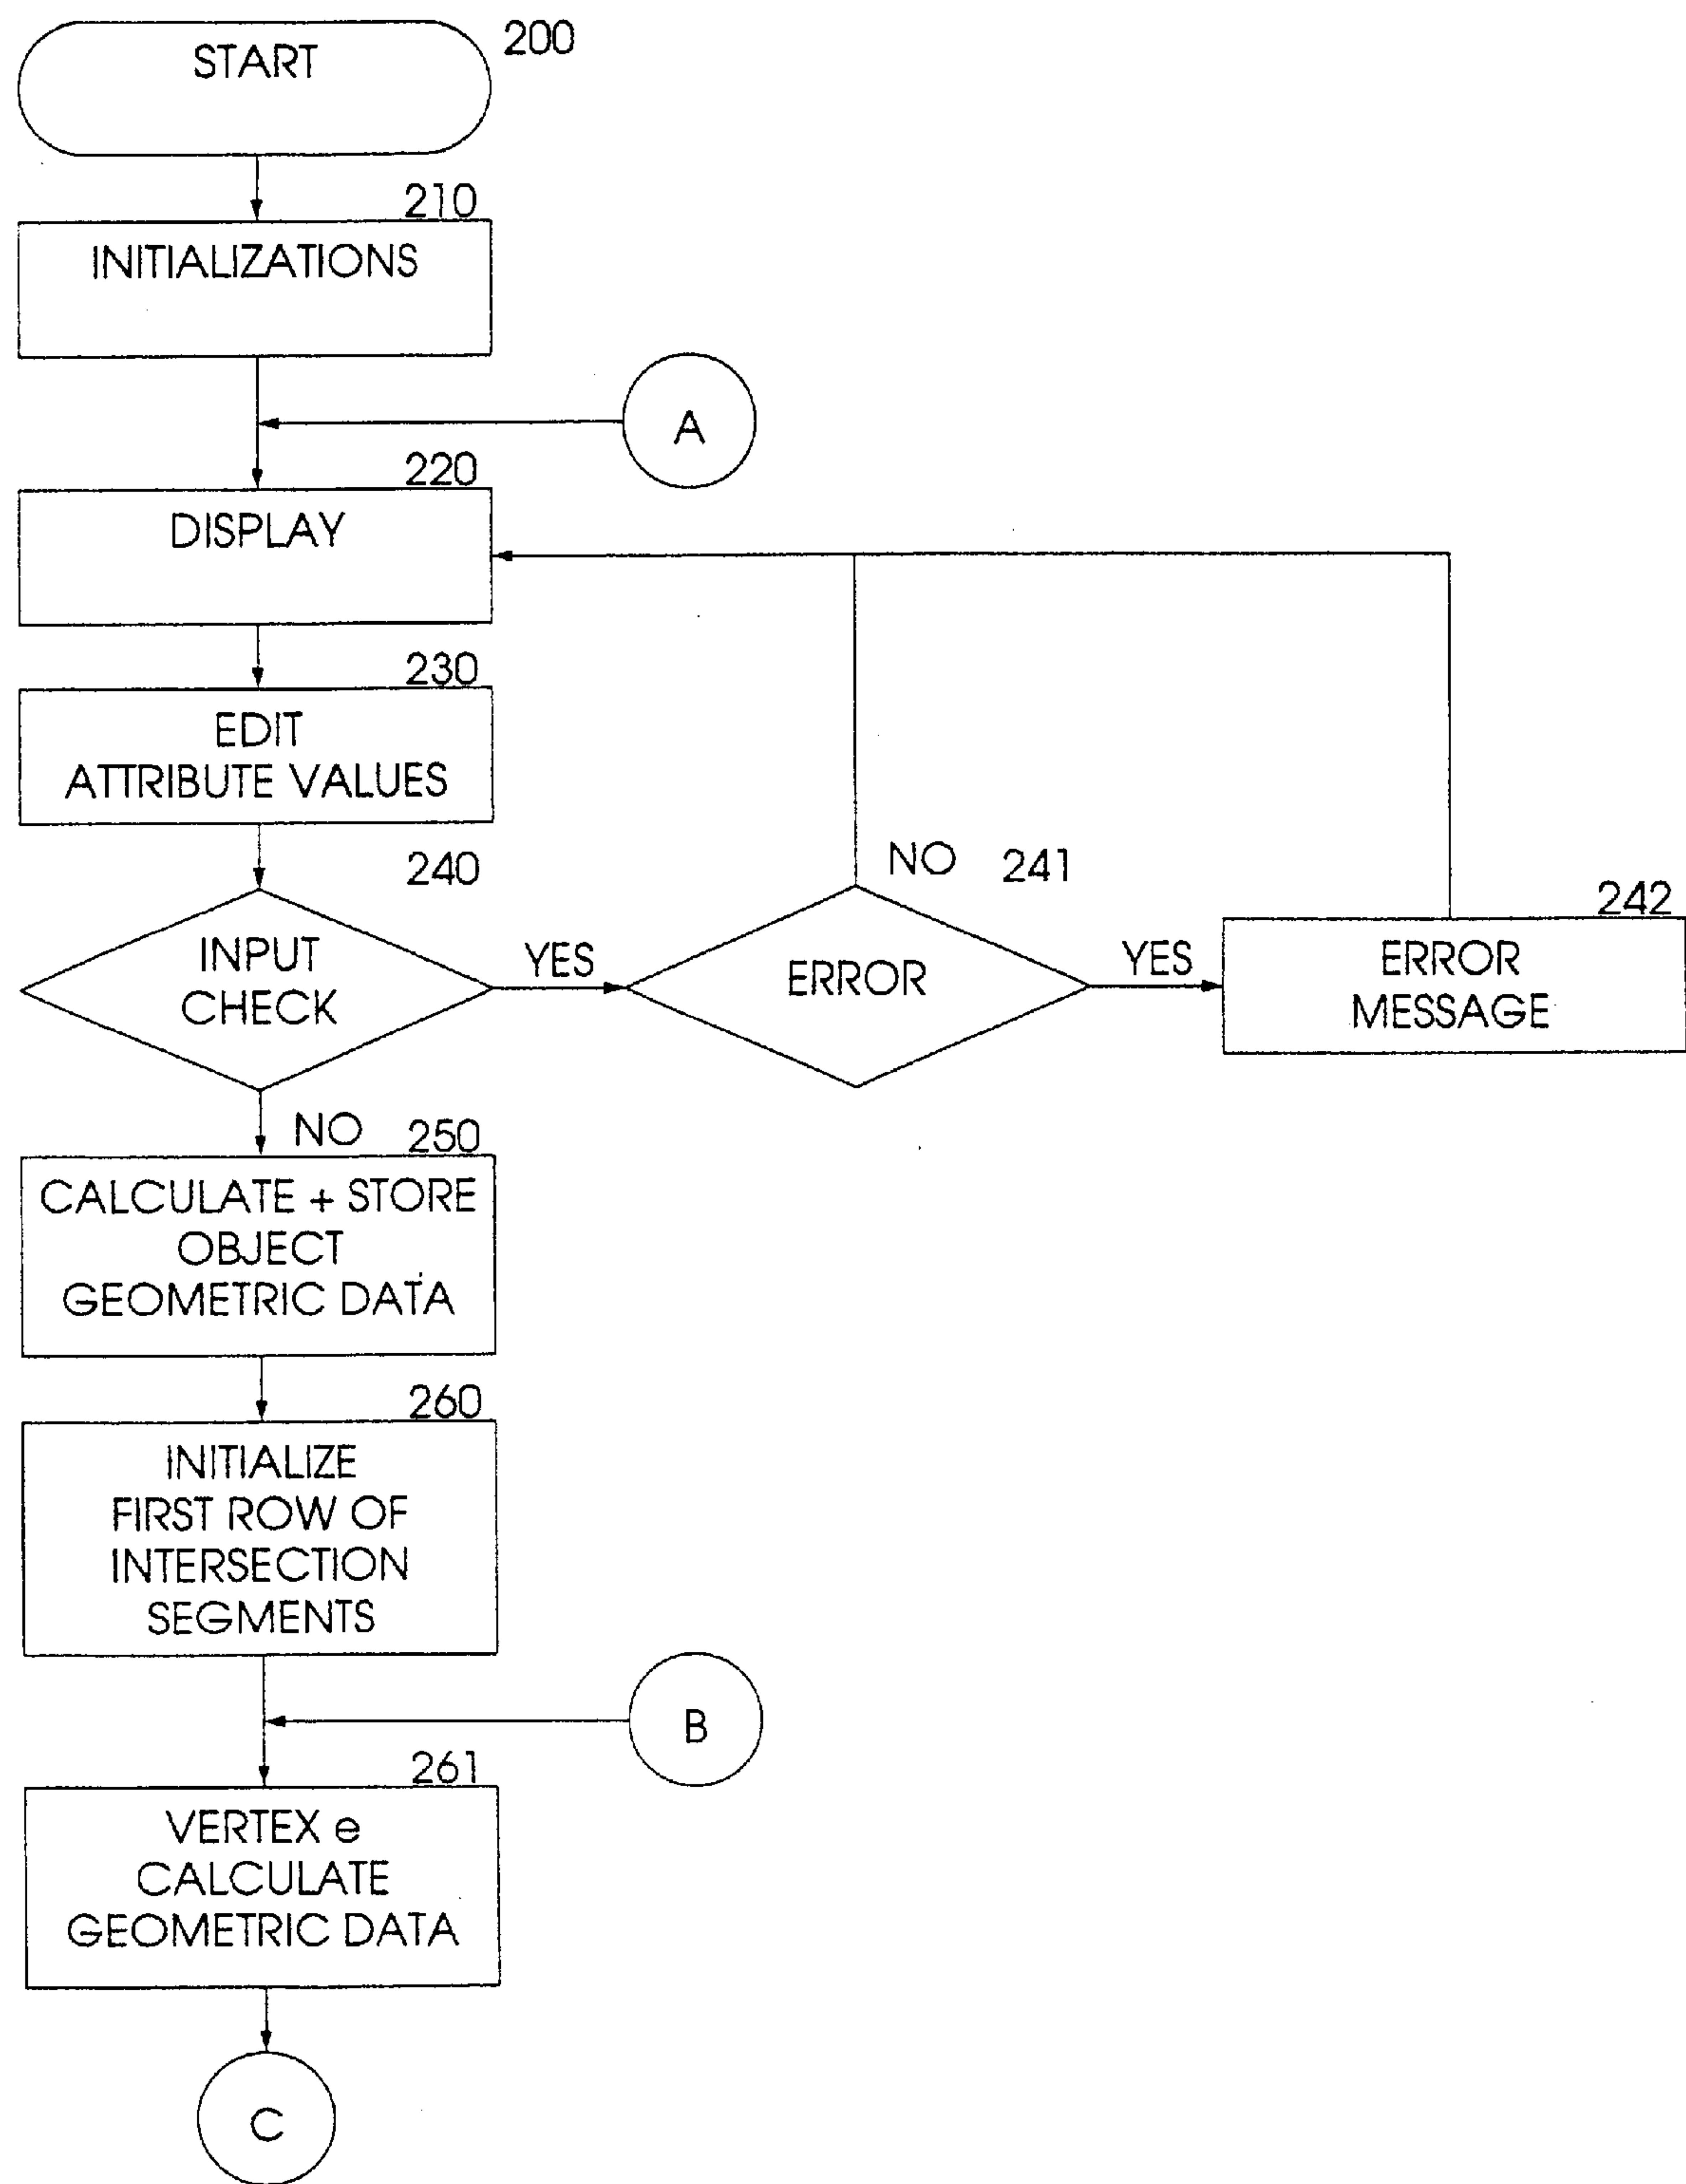 START
200
210
INITIALIZATIONS
A
220
DISPLAY
230
EDIT
ATTRIBUTE VALUES
240
INPUT
CHECK
YES
NO
241
ERROR
YES
242
ERROR
MESSAGE
NO
250
CALCULATE + STORE
OBJECT
GEOMETRIC DATA
260
INITIALIZE
FIRST ROW OF
INTERSECTION
SEGMENTS
B
261
VERTEX e
CALCULATE
GEOMETRIC DATA
C